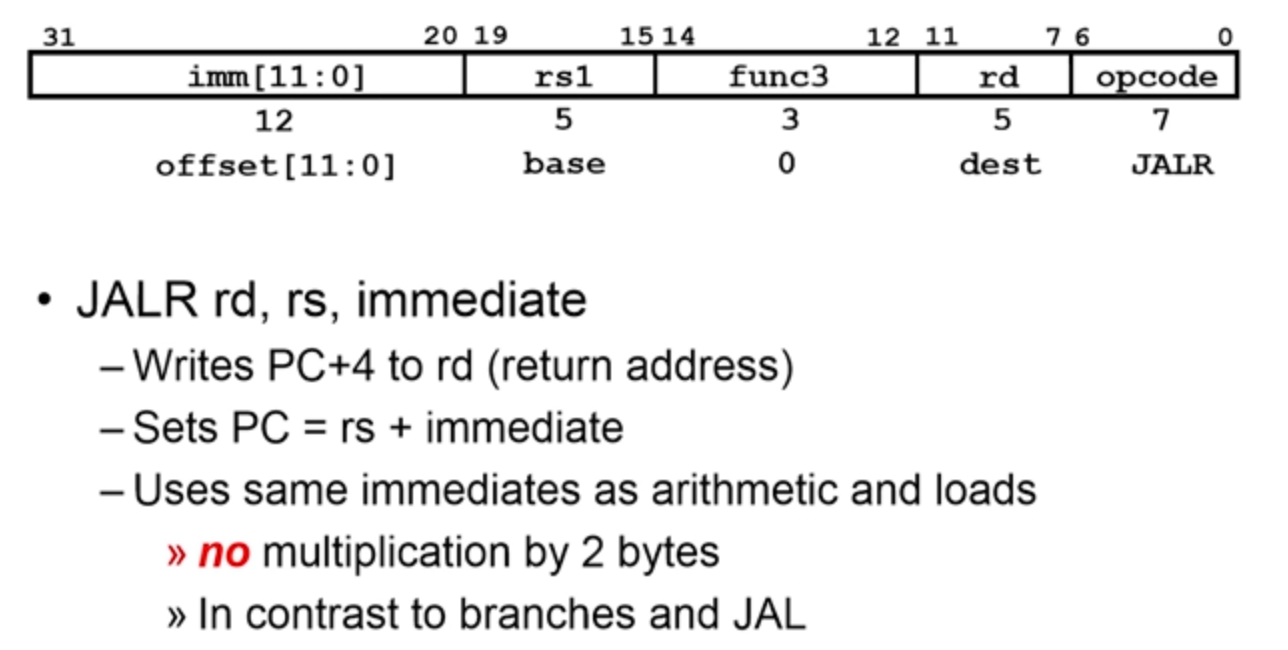 31 20 19 15 14 12 11 7 6 0
imm[11:0] rs1 func3 rd opcode
12 5 3 5 7
offset[11:0] base 0 dest JALR
• JALR rd, rs, immediate
– Writes PC+4 to rd (return address)
– Sets PC = rs + immediate
– Uses same immediates as arithmetic and loads
» no multiplication by 2 bytes
» In contrast to branches and JAL